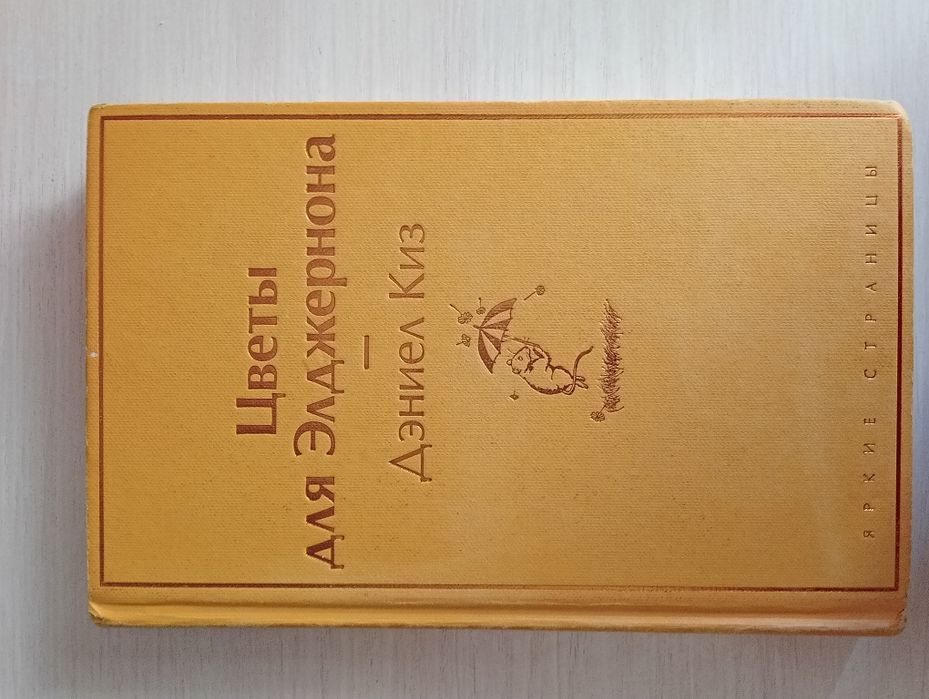 Цветы
для Элджернона
Дэниел Киз
ЯРКИЕ СТРАНИЦЫ